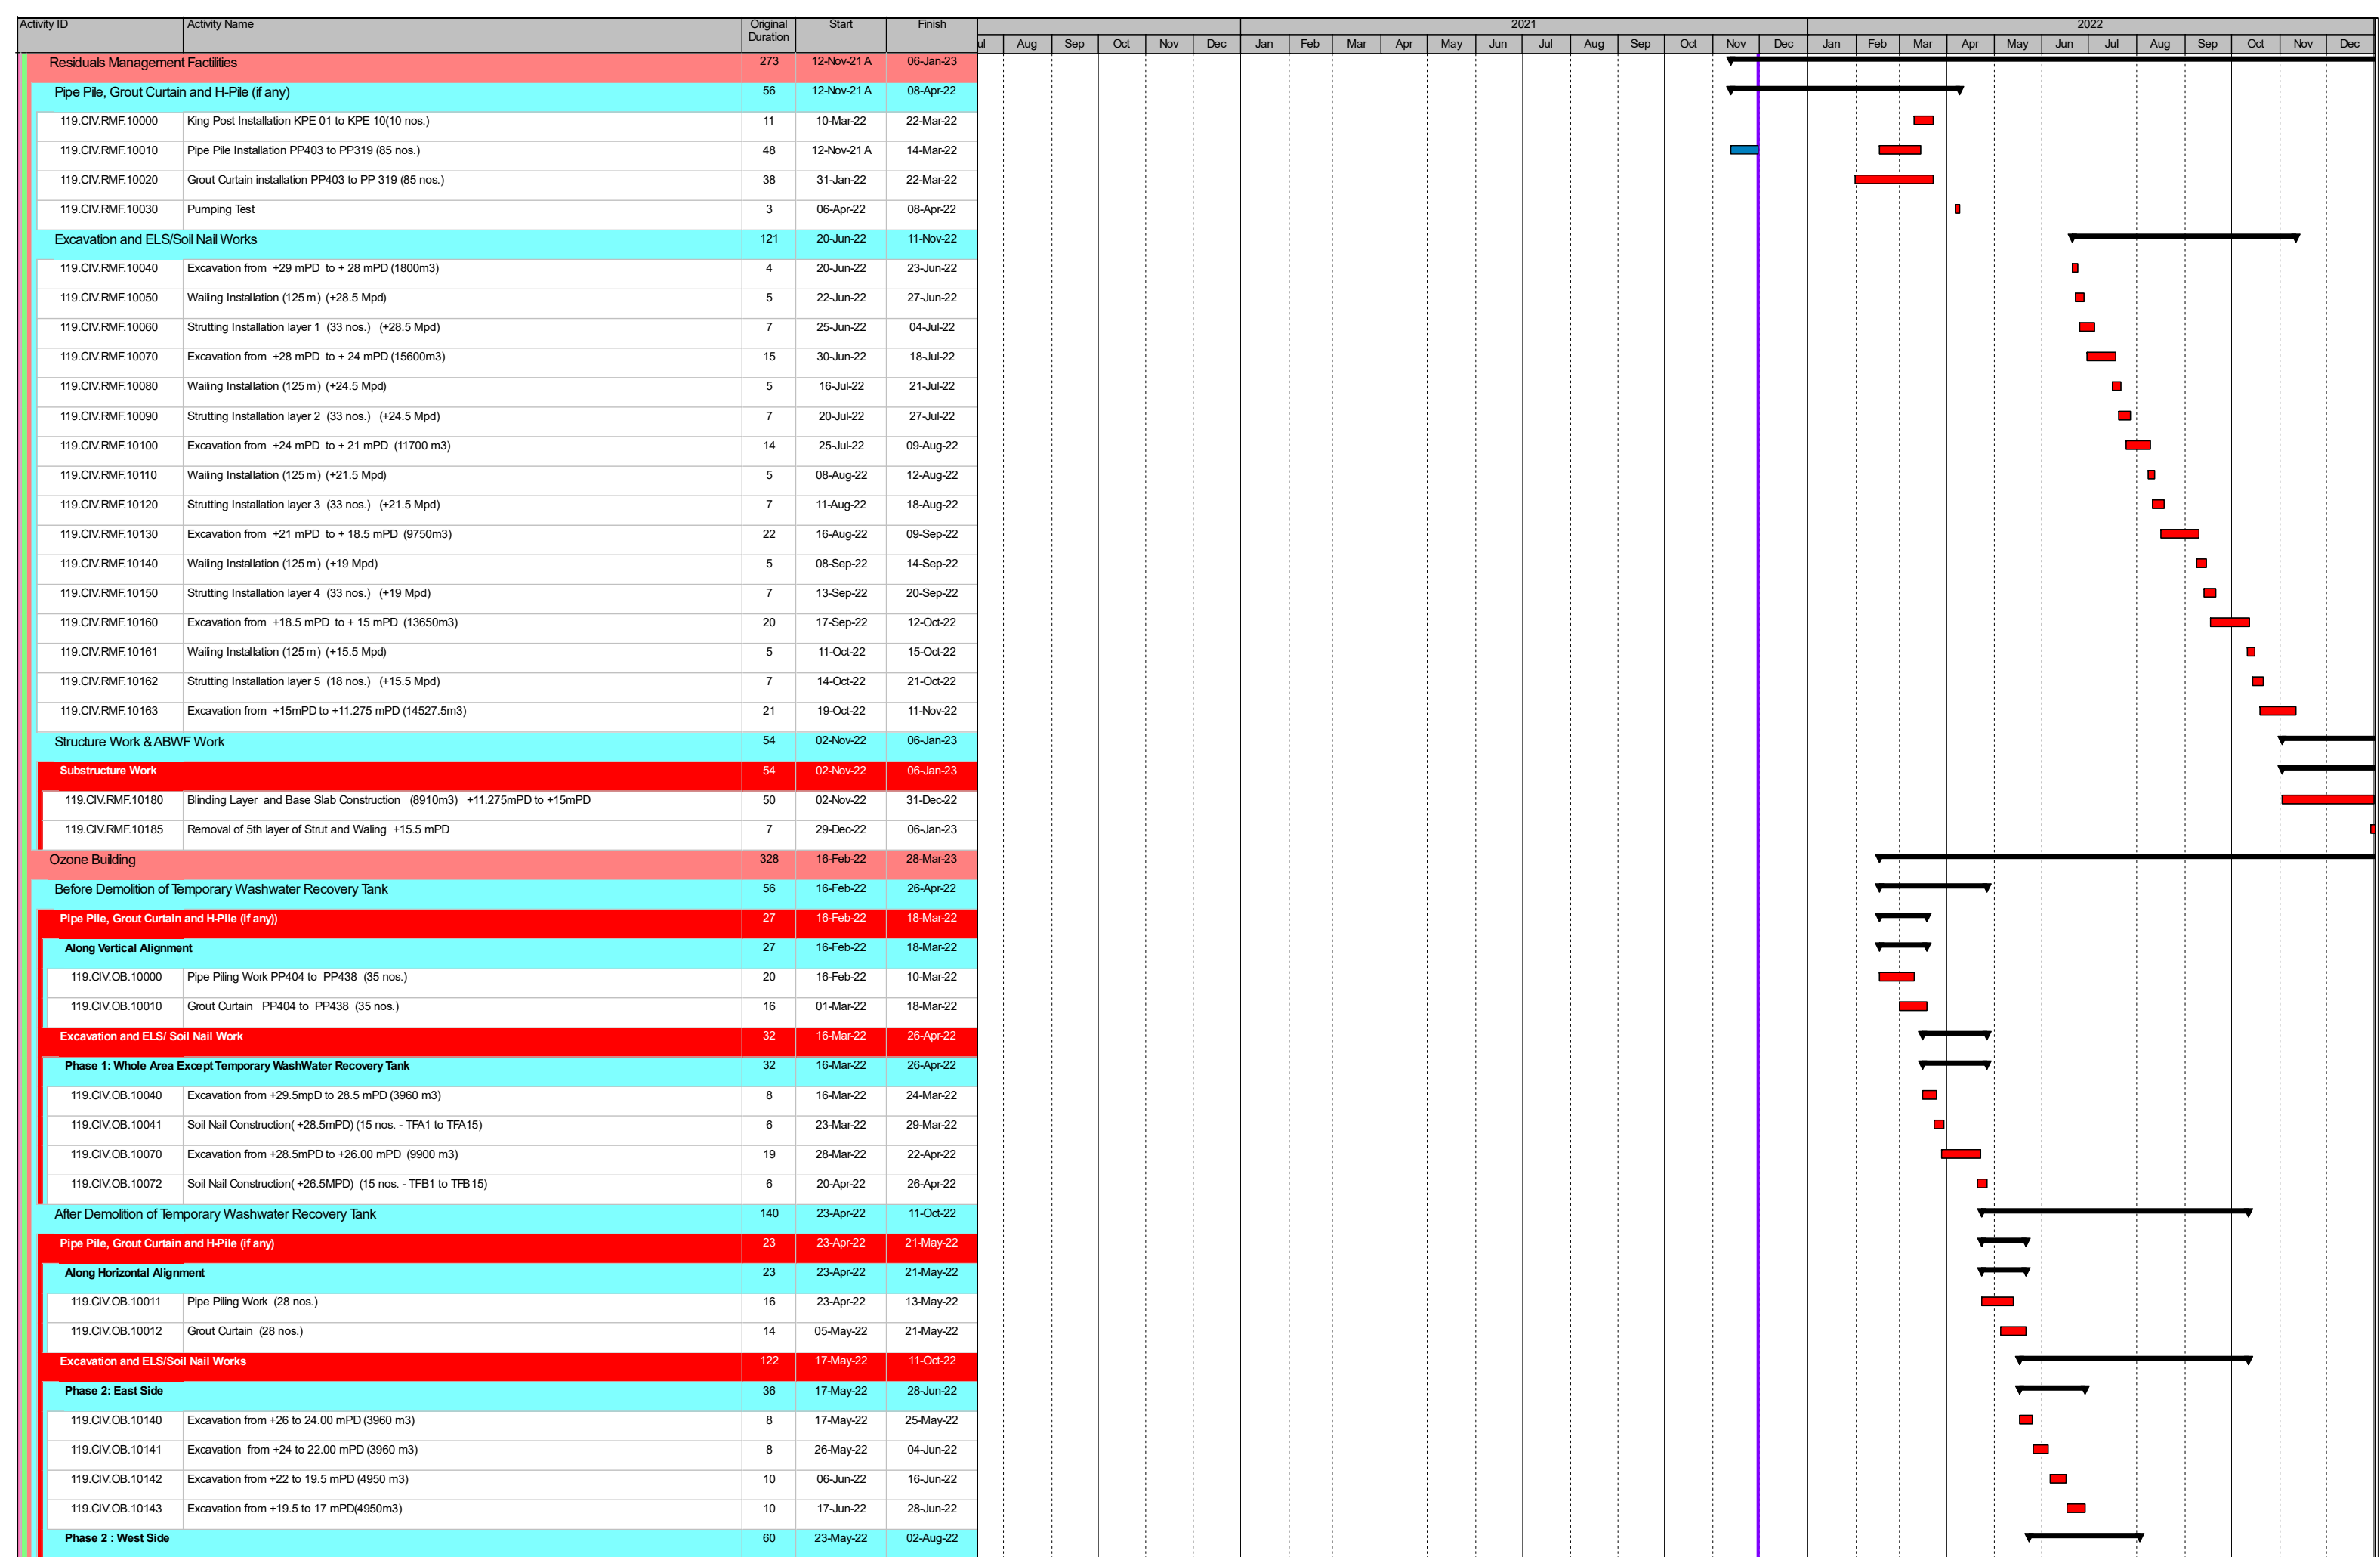 Activity ID Activity Name Original Duration Start Finish 2021 2022
ul Aug Sep Oct Nov Dec Jan Feb Mar Apr May Jun Jul Aug Sep Oct Nov Dec Jan Feb Mar Apr May Jun Jul Aug Sep Oct Nov Dec
Residuals Management Factilities 273 12-Nov-21 A 06-Jan-23
Pipe Pile, Grout Curtain and H-Pile (if any) 56 12-Nov-21 A 08-Apr-22
119.CIV.RMF.10000 King Post Installation KPE 01 to KPE 10(10 nos.) 11 10-Mar-22 22-Mar-22
119.CIV.RMF.10010 Pipe Pile Installation PP403 to PP319 (85 nos.) 48 12-Nov-21 A 14-Mar-22
119.CIV.RMF.10020 Grout Curtain installation PP403 to PP 319 (85 nos.) 38 31-Jan-22 22-Mar-22
119.CIV.RMF.10030 Pumping Test 3 06-Apr-22 08-Apr-22
Excavation and ELS/Soil Nail Works 121 20-Jun-22 11-Nov-22
119.CIV.RMF.10040 Excavation from +29 mPD to + 28 mPD (1800m3) 4 20-Jun-22 23-Jun-22
119.CIV.RMF.10050 Wailing Installation (125 m) (+28.5 Mpd) 5 22-Jun-22 27-Jun-22
119.CIV.RMF.10060 Strutting Installation layer 1 (33 nos.) (+28.5 Mpd) 7 25-Jun-22 04-Jul-22
119.CIV.RMF.10070 Excavation from +28 mPD to + 24 mPD (15600m3) 15 30-Jun-22 18-Jul-22
119.CIV.RMF.10080 Wailing Installation (125 m) (+24.5 Mpd) 5 16-Jul-22 21-Jul-22
119.CIV.RMF.10090 Strutting Installation layer 2 (33 nos.) (+24.5 Mpd) 7 20-Jul-22 27-Jul-22
119.CIV.RMF.10100 Excavation from +24 mPD to + 21 mPD (11700 m3) 14 25-Jul-22 09-Aug-22
119.CIV.RMF.10110 Wailing Installation (125 m) (+21.5 Mpd) 5 08-Aug-22 12-Aug-22
119.CIV.RMF.10120 Strutting Installation layer 3 (33 nos.) (+21.5 Mpd) 7 11-Aug-22 18-Aug-22
119.CIV.RMF.10130 Excavation from +21 mPD to + 18.5 mPD (9750m3) 22 16-Aug-22 09-Sep-22
119.CIV.RMF.10140 Wailing Installation (125 m) (+19 Mpd) 5 08-Sep-22 14-Sep-22
119.CIV.RMF.10150 Strutting Installation layer 4 (33 nos.) (+19 Mpd) 7 13-Sep-22 20-Sep-22
119.CIV.RMF.10160 Excavation from +18.5 mPD to + 15 mPD (13650m3) 20 17-Sep-22 12-Oct-22
119.CIV.RMF.10161 Wailing Installation (125 m) (+15.5 Mpd) 5 11-Oct-22 15-Oct-22
119.CIV.RMF.10162 Strutting Installation layer 5 (18 nos.) (+15.5 Mpd) 7 14-Oct-22 21-Oct-22
119.CIV.RMF.10163 Excavation from +15mPD to +11.275 mPD (14527.5m3) 21 19-Oct-22 11-Nov-22
Structure Work & ABWF Work 54 02-Nov-22 06-Jan-23
Substructure Work 54 02-Nov-22 06-Jan-23
119.CIV.RMF.10180 Blinding Layer and Base Slab Construction (8910m3) +11.275mPD to +15mPD 50 02-Nov-22 31-Dec-22
119.CIV.RMF.10185 Removal of 5th layer of Strut and Waling +15.5 mPD 7 29-Dec-22 06-Jan-23
Ozone Building 328 16-Feb-22 28-Mar-23
Before Demolition of Temporary Washwater Recovery Tank 56 16-Feb-22 26-Apr-22
Pipe Pile, Grout Curtain and H-Pile (if any)) 27 16-Feb-22 18-Mar-22
Along Vertical Alignment 27 16-Feb-22 18-Mar-22
119.CIV.OB.10000 Pipe Piling Work PP404 to PP438 (35 nos.) 20 16-Feb-22 10-Mar-22
119.CIV.OB.10010 Grout Curtain PP404 to PP438 (35 nos.) 16 01-Mar-22 18-Mar-22
Excavation and ELS/ Soil Nail Work 32 16-Mar-22 26-Apr-22
Phase 1: Whole Area Except Temporary WashWater Recovery Tank 32 16-Mar-22 26-Apr-22
119.CIV.OB.10040 Excavation from +29.5mpD to 28.5 mPD (3960 m3) 8 16-Mar-22 24-Mar-22
119.CIV.OB.10041 Soil Nail Construction( +28.5mPD) (15 nos. - TFA1 to TFA15) 6 23-Mar-22 29-Mar-22
119.CIV.OB.10070 Excavation from +28.5mPD to +26.00 mPD (9900 m3) 19 28-Mar-22 22-Apr-22
119.CIV.OB.10072 Soil Nail Construction( +26.5MPD) (15 nos. - TFB1 to TFB15) 6 20-Apr-22 26-Apr-22
After Demolition of Temporary Washwater Recovery Tank 140 23-Apr-22 11-Oct-22
Pipe Pile, Grout Curtain and H-Pile (if any) 23 23-Apr-22 21-May-22
Along Horizontal Alignment 23 23-Apr-22 21-May-22
119.CIV.OB.10011 Pipe Piling Work (28 nos.) 16 23-Apr-22 13-May-22
119.CIV.OB.10012 Grout Curtain (28 nos.) 14 05-May-22 21-May-22
Excavation and ELS/Soil Nail Works 122 17-May-22 11-Oct-22
Phase 2: East Side 36 17-May-22 28-Jun-22
119.CIV.OB.10140 Excavation from +26 to 24.00 mPD (3960 m3) 8 17-May-22 25-May-22
119.CIV.OB.10141 Excavation from +24 to 22.00 mPD (3960 m3) 8 26-May-22 04-Jun-22
119.CIV.OB.10142 Excavation from +22 to 19.5 mPD (4950 m3) 10 06-Jun-22 16-Jun-22
119.CIV.OB.10143 Excavation from +19.5 to 17 mPD(4950m3) 10 17-Jun-22 28-Jun-22
Phase 2 : West Side 60 23-May-22 02-Aug-22